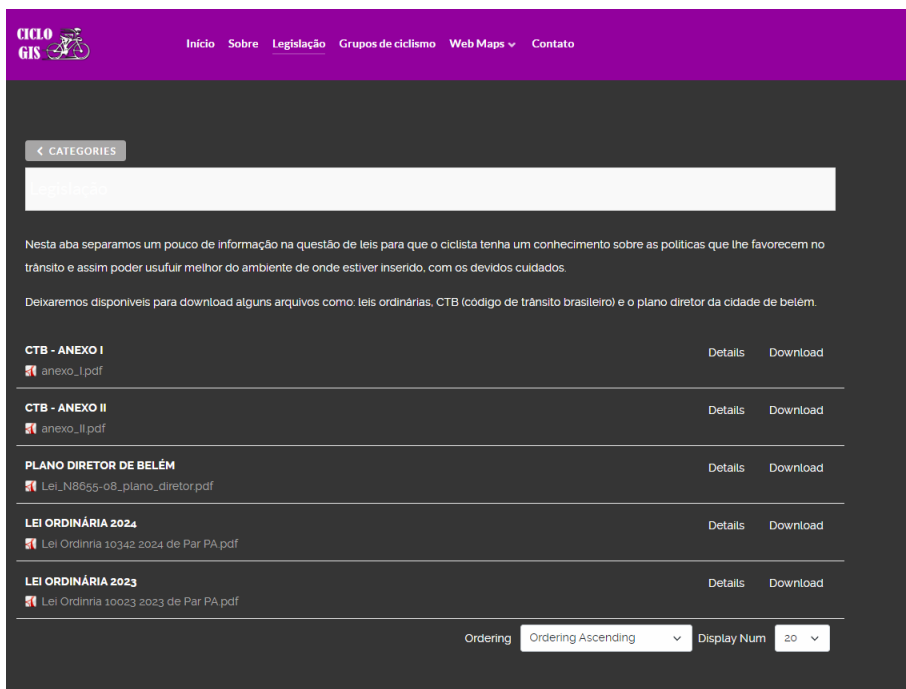 CICLO
GIS
Início Sobre Legislação Grupos de ciclismo Web Maps Contato
CATEGORIES
Legislação
Nesta aba separamos um pouco de informação na questão de leis para que o ciclista tenha um conhecimento sobre as políticas que lhe favorecem no
trânsito e assim poder usufuir melhor do ambiente de onde estiver inserido, com os devidos cuidados.
Deixaremos disponíveis para download alguns arquivos como: leis ordinárias, CTB (código de trânsito brasileiro) e o plano diretor da cidade de belém.
CTB - ANEXO I Details Download
anexo_I.pdf
CTB - ANEXO II Details Download
anexo_II.pdf
PLANO DIRETOR DE BELÉM Details Download
Lei_N8655-08_plano_diretor.pdf
LEI ORDINÁRIA 2024 Details Download
Lei Ordinria 10342 2024 de Par PA.pdf
LEI ORDINÁRIA 2023 Details Download
Lei Ordinria 10023 2023 de Par PA.pdf
Ordering Ordering Ascending Display Num 20